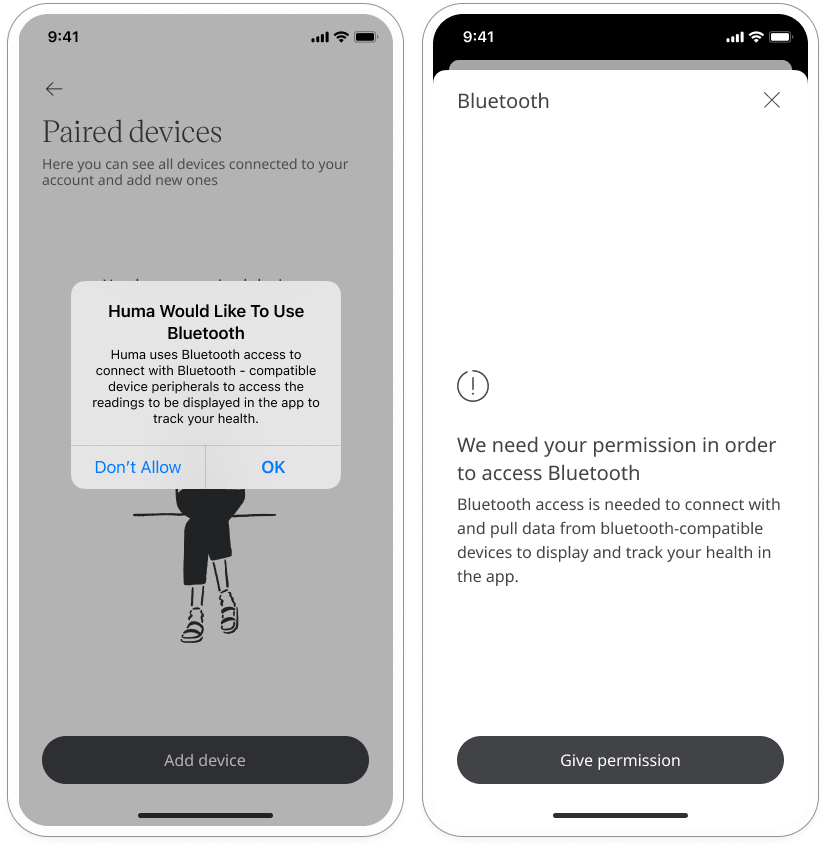 9:41
Paired devices
Here you can see all devices connected to your
account and add new ones
Huma Would Like To Use
Bluetooth
Huma uses Bluetooth access to
connect with Bluetooth - compatible
device peripherals to access the
readings to be displayed in the app to
track your health.
Don't Allow
OK
Add device
9:41
Bluetooth
We need your permission in order
to access Bluetooth
Bluetooth access is needed to connect with
and pull data from bluetooth-compatible
devices to display and track your health in
the app.
Give permission